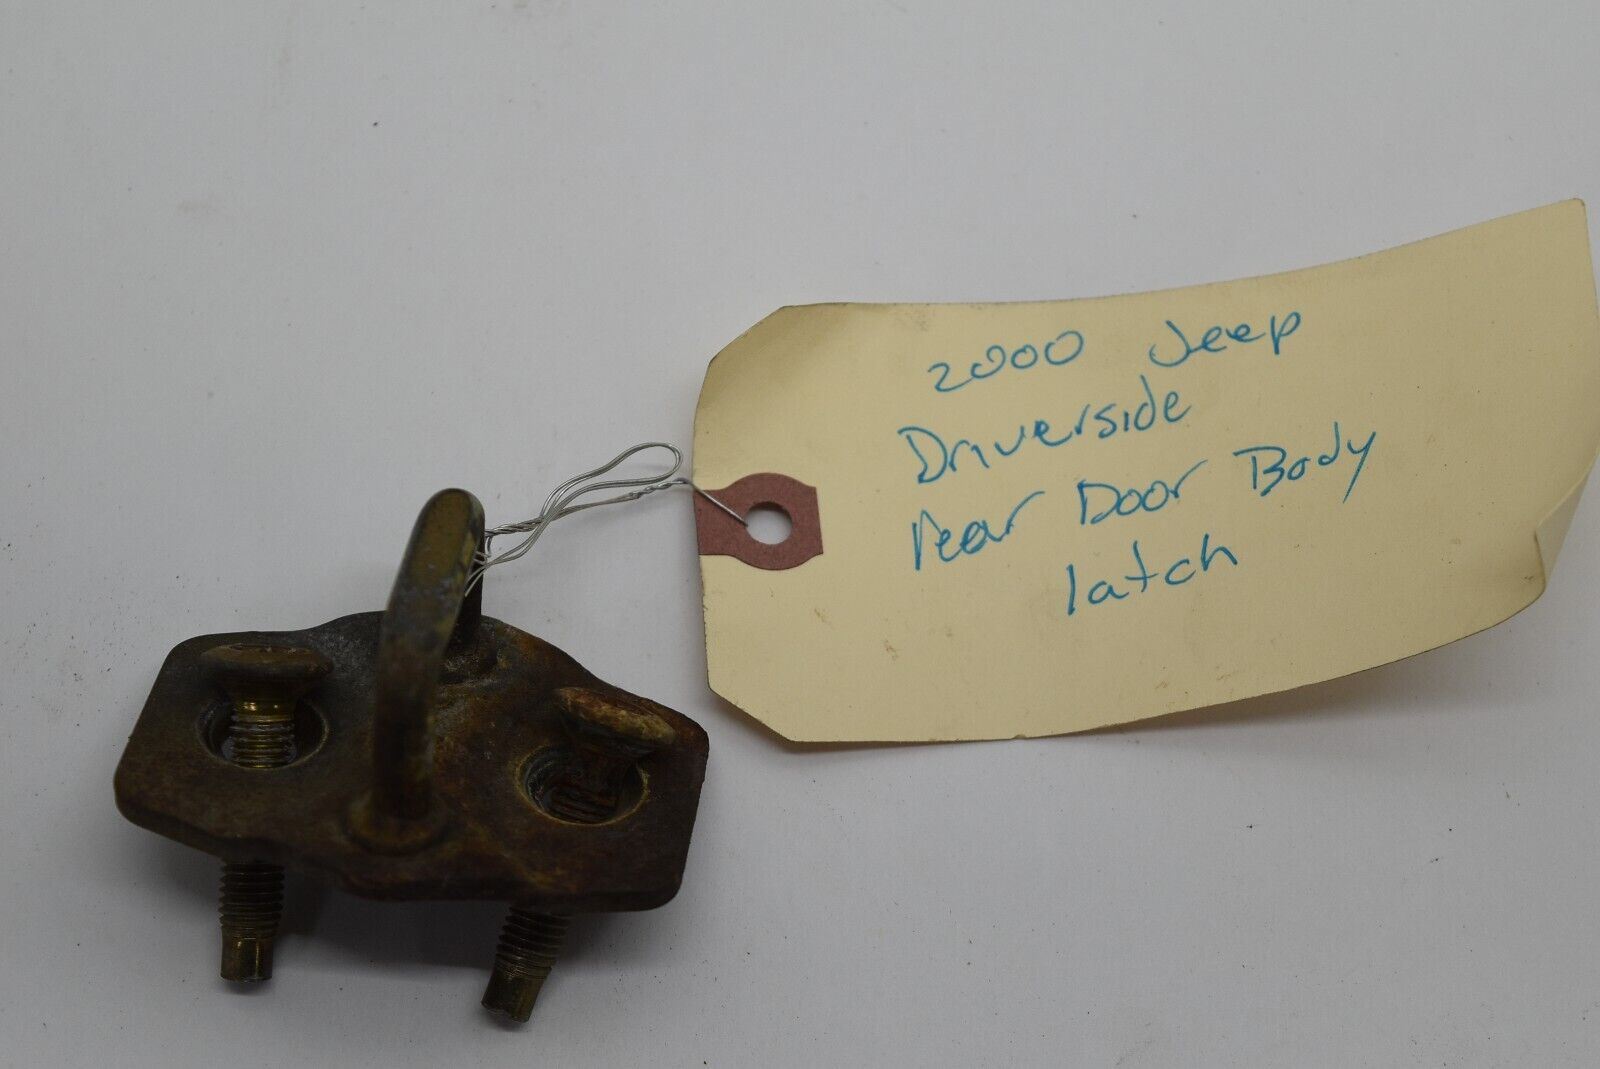 2000 Jeep
Driverside
rear Door Body
latch